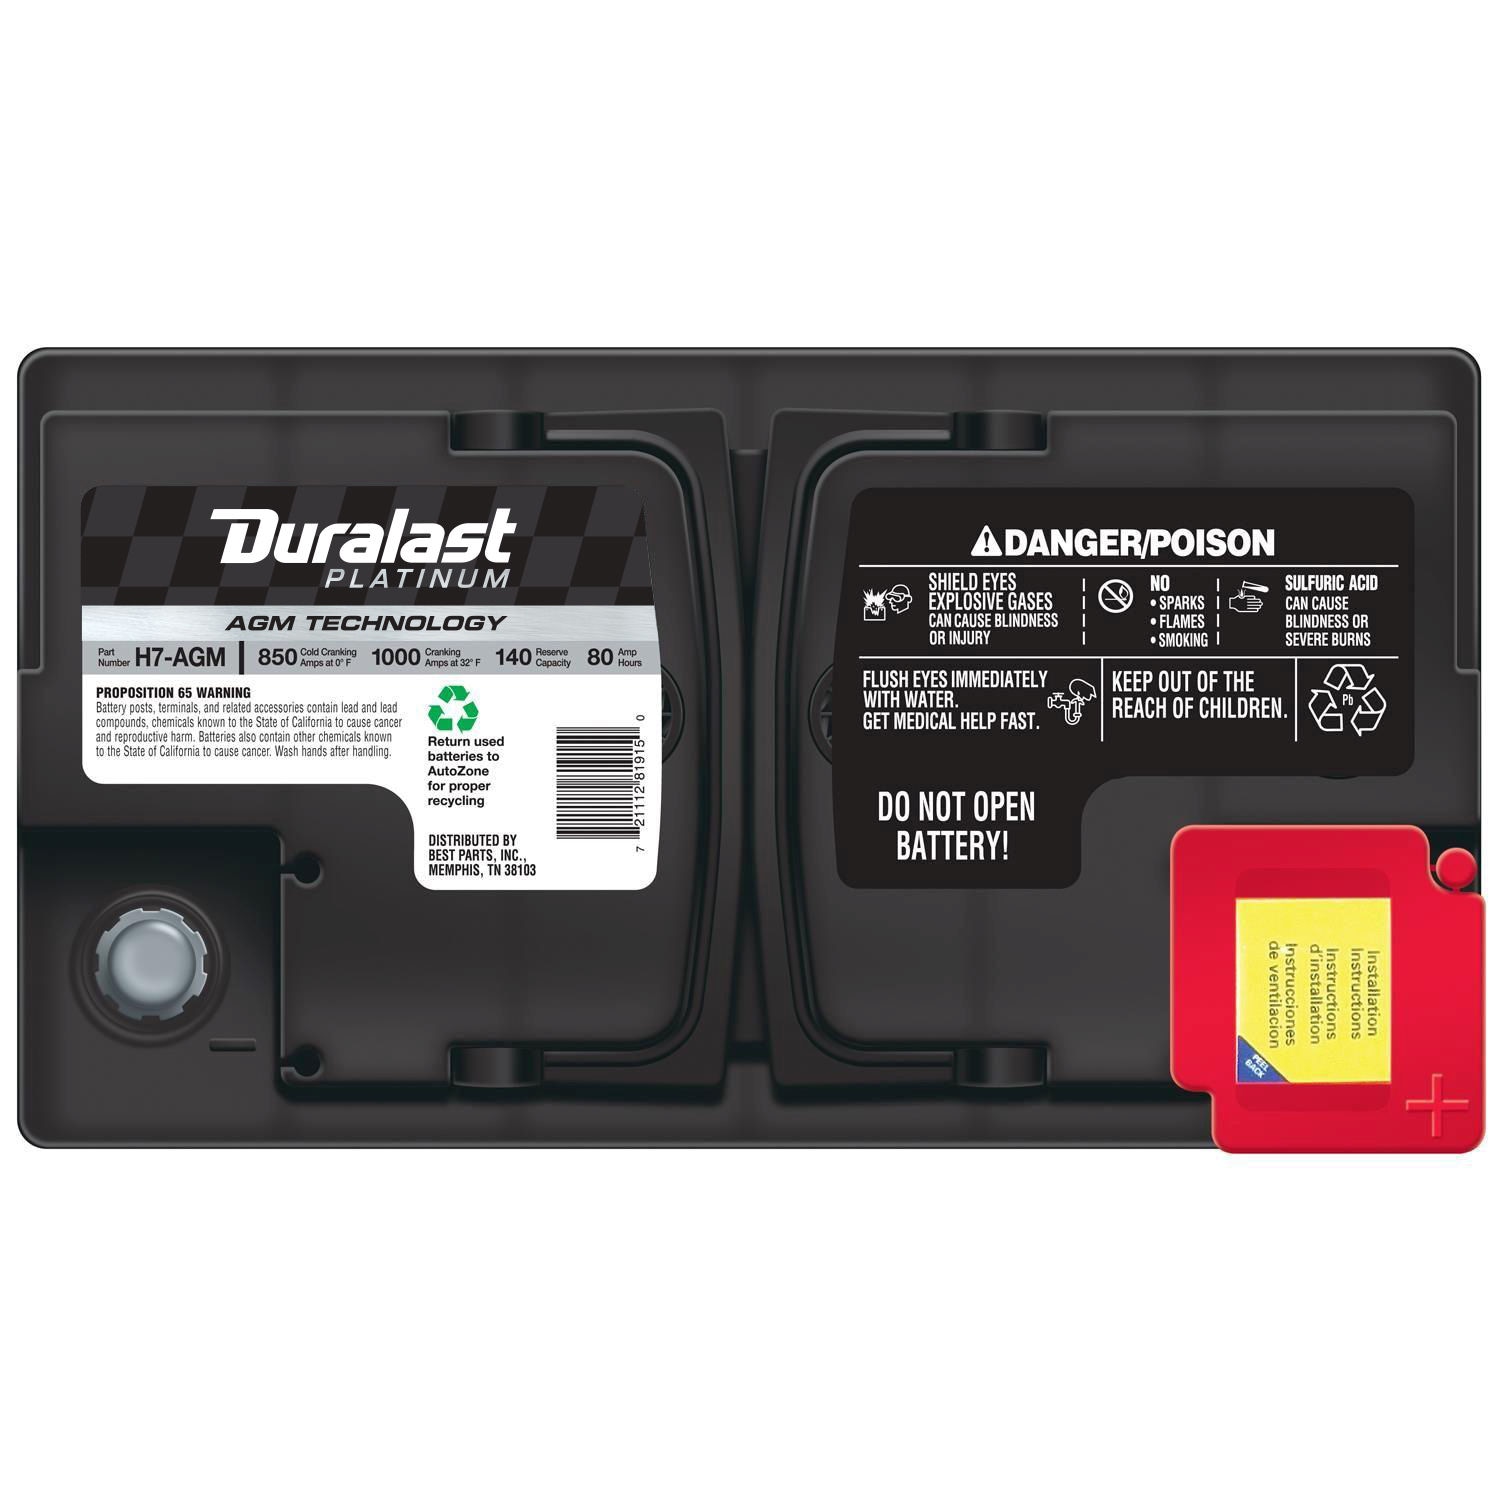 Duralast
PLATINUM
AGM TECHNOLOGY
Part Number H7-AGM | 850 Cold Cranking Amps at 0° F 1000 Cranking Amps at 32° F 140 Reserve Capacity 80 Amp Hours
PROPOSITION 65 WARNING
Battery posts, terminals, and related accessories contain lead and lead
compounds, chemicals known to the State of California to cause cancer
and reproductive harm. Batteries also contain other chemicals known
to the State of California to cause cancer. Wash hands after handling.
Return used
batteries to
AutoZone
for proper
recycling
DISTRIBUTED BY
BEST PARTS, INC.,
MEMPHIS, TN 38103
7 21112 81915 0
DANGER/POISON
SHIELD EYES
EXPLOSIVE GASES
CAN CAUSE BLINDNESS
OR INJURY
NO
• SPARKS
• FLAMES
• SMOKING
SULFURIC ACID
CAN CAUSE
BLINDNESS OR
SEVERE BURNS
FLUSH EYES IMMEDIATELY
WITH WATER.
GET MEDICAL HELP FAST.
KEEP OUT OF THE
REACH OF CHILDREN.
Pb
DO NOT OPEN
BATTERY!
Installation
Instructions
Instructions
d'installation
Instrucciones
de ventilacion
PEEL
BACK
–
+